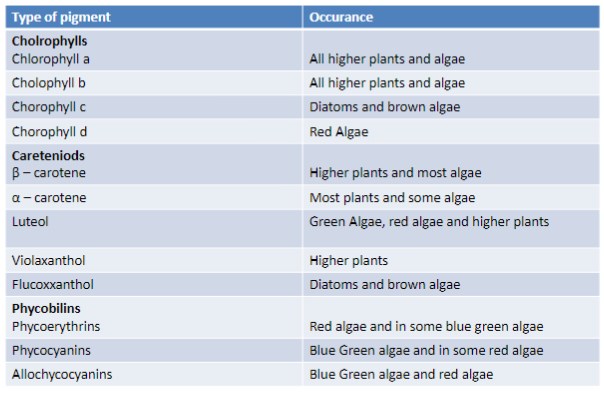 Type of pigment Occurance
Cholrophylls
Chlorophyll a All higher plants and algae
Cholophyll b All higher plants and algae
Chorophyll c Diatoms and brown algae
Chorophyll d Red Algae
Careteniods
β – carotene Higher plants and most algae
α – carotene Most plants and some algae
Luteol Green Algae, red algae and higher plants
Violaxanthol Higher plants
Flucoxxanthol Diatoms and brown algae
Phycobilins
Phycoerythrins Red algae and in some blue green algae
Phycocyanins Blue Green algae and in some red algae
Allochycocyanins Blue Green algae and red algae